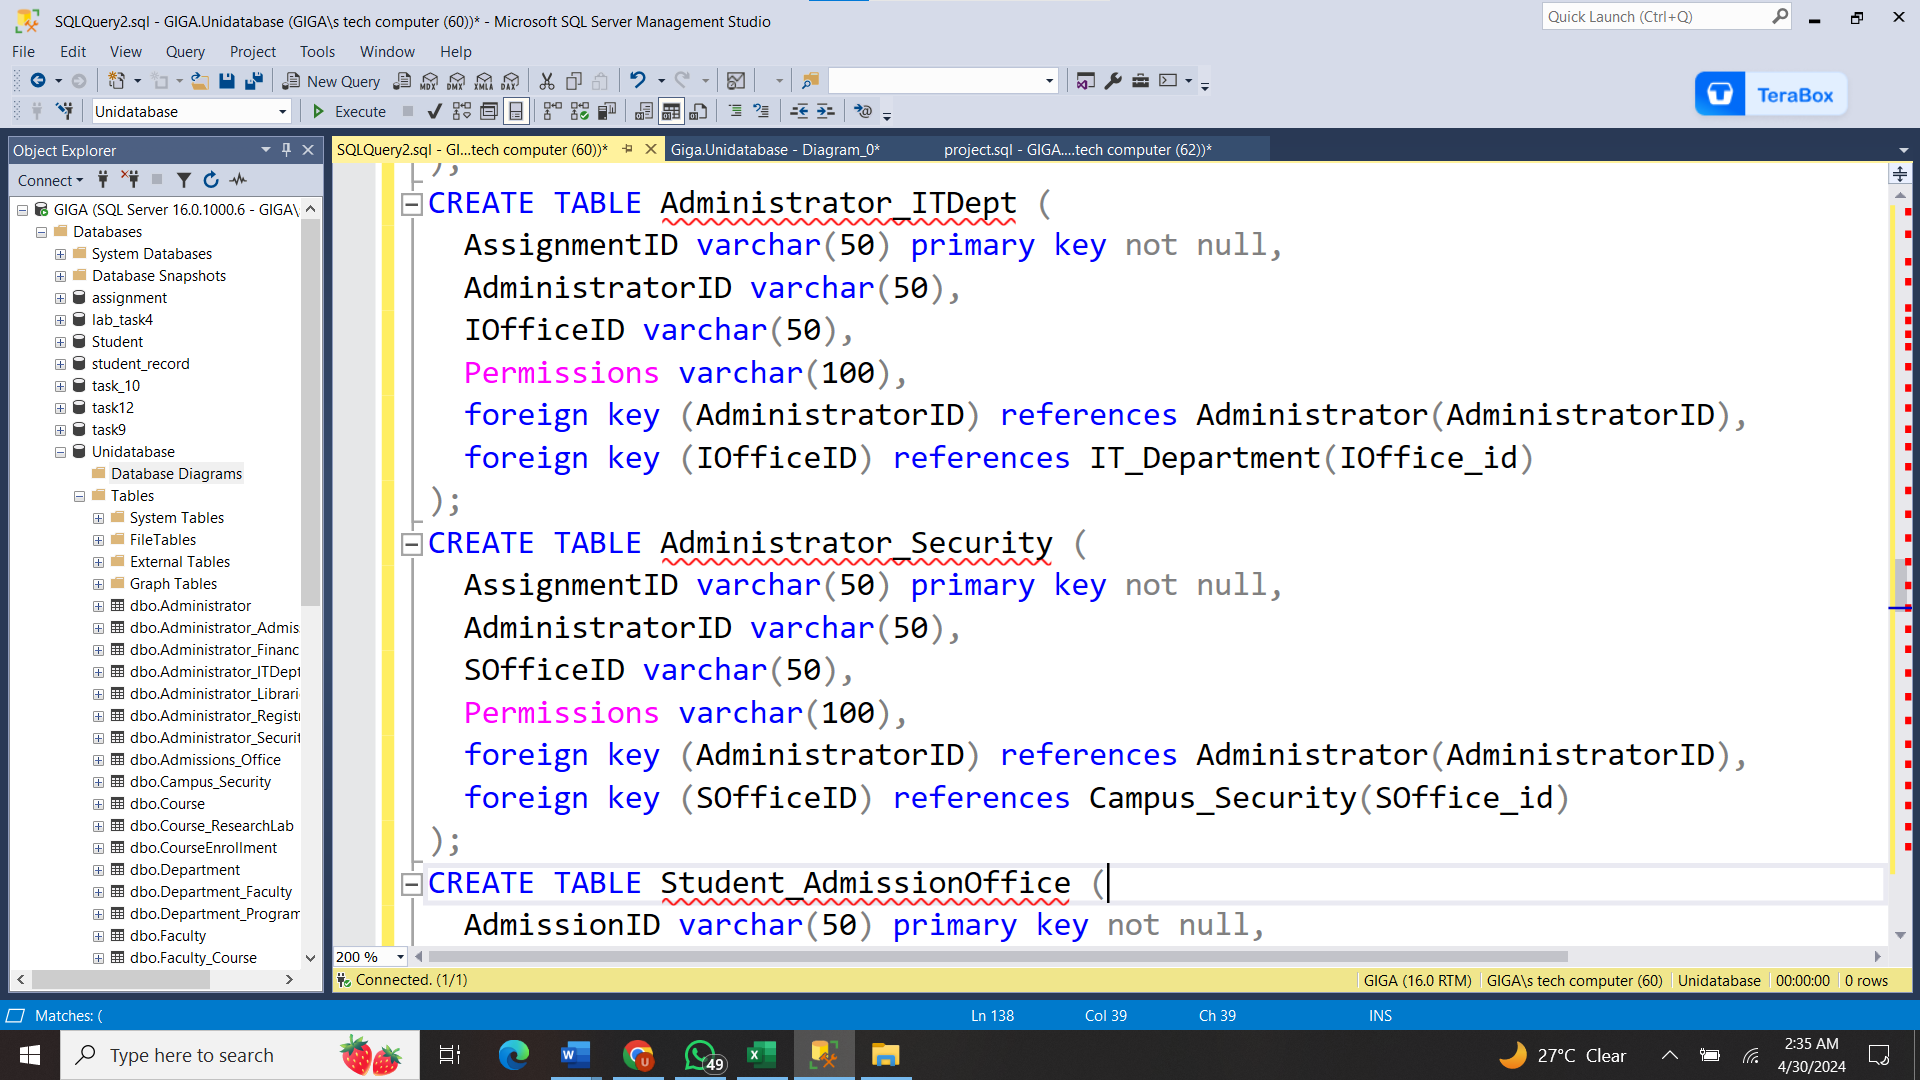 SQLQuery2.sql - GIGA.Unidatabase (GIGA\s tech computer (60))* - Microsoft SQL Server Management Studio
Quick Launch (Ctrl+Q)
File Edit View Query Project Tools Window Help
New Query
MDX DMX XMLA DAX
TeraBox
Unidatabase
Execute
Object Explorer
SQLQuery2.sql - GI...tech computer (60))*
Giga.Unidatabase - Diagram_0*
project.sql - GIGA....tech computer (62))*
Connect
GIGA (SQL Server 16.0.1000.6 - GIGA\
Databases
System Databases
Database Snapshots
assignment
lab_task4
Student
student_record
task_10
task12
task9
Unidatabase
Database Diagrams
Tables
System Tables
FileTables
External Tables
Graph Tables
dbo.Administrator
dbo.Administrator_Admis
dbo.Administrator_Financ
dbo.Administrator_ITDept
dbo.Administrator_Librari
dbo.Administrator_Registr
dbo.Administrator_Securit
dbo.Admissions_Office
dbo.Campus_Security
dbo.Course
dbo.Course_ResearchLab
dbo.CourseEnrollment
dbo.Department
dbo.Department_Faculty
dbo.Department_Program
dbo.Faculty
dbo.Faculty_Course
);
CREATE TABLE Administrator_ITDept (
AssignmentID varchar(50) primary key not null,
AdministratorID varchar(50),
IOfficeID varchar(50),
Permissions varchar(100),
foreign key (AdministratorID) references Administrator(AdministratorID),
foreign key (IOfficeID) references IT_Department(IOffice_id)
);
CREATE TABLE Administrator_Security (
AssignmentID varchar(50) primary key not null,
AdministratorID varchar(50),
SOfficeID varchar(50),
Permissions varchar(100),
foreign key (AdministratorID) references Administrator(AdministratorID),
foreign key (SOfficeID) references Campus_Security(SOffice_id)
);
CREATE TABLE Student_AdmissionOffice (
AdmissionID varchar(50) primary key not null,
200 %
Connected. (1/1)
GIGA (16.0 RTM)
GIGA\s tech computer (60)
Unidatabase
00:00:00
0 rows
Matches: (
Ln 138
Col 39
Ch 39
INS
Type here to search
49
27°C Clear
2:35 AM
4/30/2024